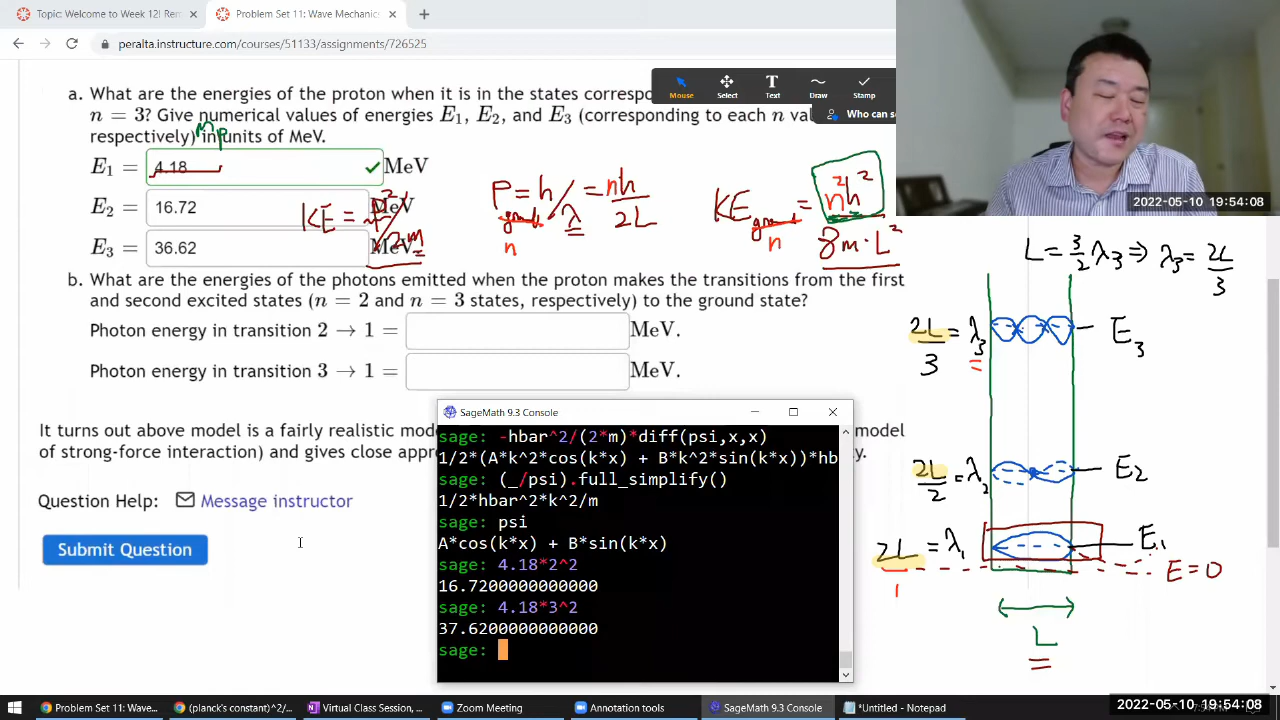 Topic: Welcome to Week 12!
Problem Set 11: Wave Mechanics
peralta.instructure.com/courses/51133/assignments/726525
Mouse
Select
Text
Draw
Stamp
Who can se
2022-05-10 19:54:08
a. What are the energies of the proton when it is in the states corresp
n = 3? Give numerical values of energies E1, E2, and E3 (corresponding to each n val
respectively) in units of MeV.
mp
E1 = 4.18 MeV
E2 = 16.72 MeV
E3 = 36.62 MeV
KE = p²/2m
P = h/λ = nh/2L
n
KE = n²h²/8m·L²
n
b. What are the energies of the photons emitted when the proton makes the transitions from the first
and second excited states (n = 2 and n = 3 states, respectively) to the ground state?
Photon energy in transition 2 → 1 = MeV.
Photon energy in transition 3 → 1 = MeV.
It turns out above model is a fairly realistic mod
model
of strong-force interaction) and gives close appr
Question Help: Message instructor
Submit Question
SageMath 9.3 Console
sage: -hbar^2/(2*m)*diff(psi,x,x)
1/2*(A*k^2*cos(k*x) + B*k^2*sin(k*x))*hb
sage: (_/psi).full_simplify()
1/2*hbar^2*k^2/m
sage: psi
A*cos(k*x) + B*sin(k*x)
sage: 4.18*2^2
16.7200000000000
sage: 4.18*3^2
37.6200000000000
sage:
L = 3/2 λ3 ⇒ λ3 = 2L/3
2L/3 = λ3
E3
2L/2 = λ2
E2
2L/1 = λ1
E1
E = 0
L
Problem Set 11: Wave...
(planck's constant)^2/...
Virtual Class Session, ...
Zoom Meeting
Annotation tools
SageMath 9.3 Console
*Untitled - Notepad
2022-05-10 19:54:08